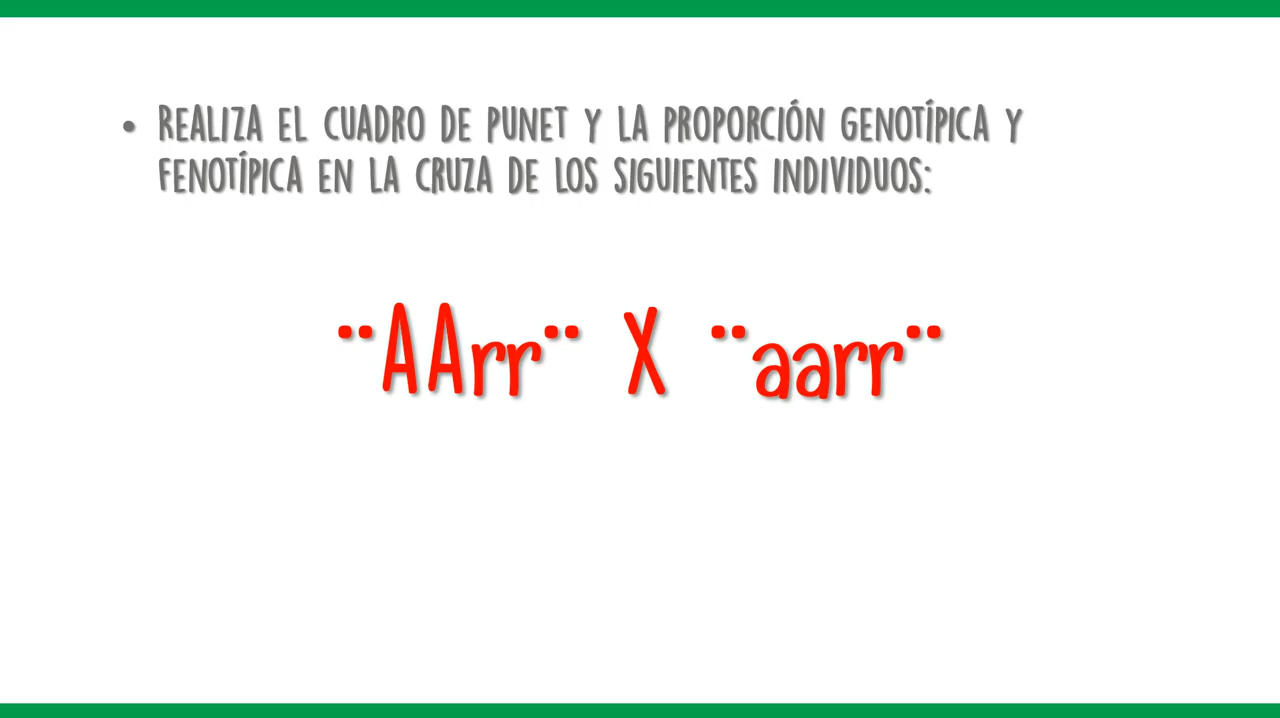 • REALIZA EL CUADRO DE PUNET Y LA PROPORCIÓN GENOTÍPICA Y
FENOTÍPICA EN LA CRUZA DE LOS SIGUIENTES INDIVIDUOS:
¨AArr¨ X ¨aarr¨